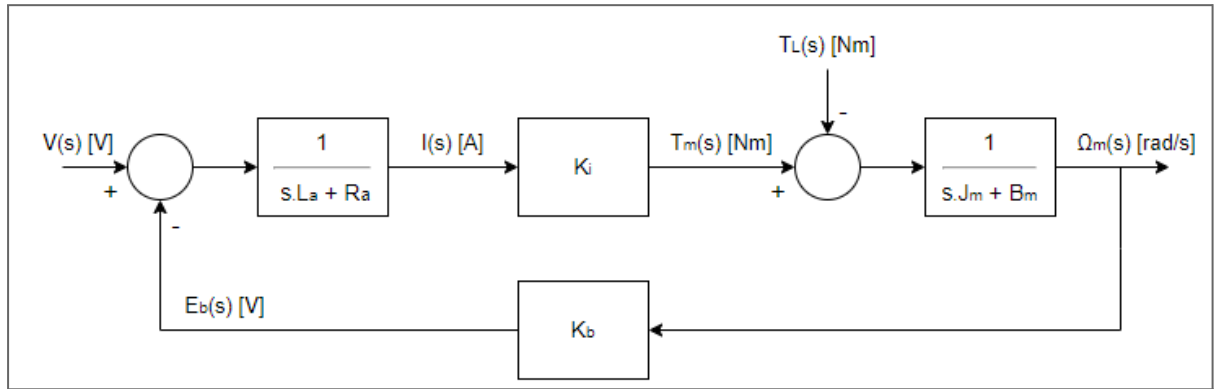 TL(s) [Nm]
-
V(s) [V]
+
-
1
s.La + Ra
I(s) [A]
Ki
Tm(s) [Nm]
+
1
s.Jm + Bm
Ωm(s) [rad/s]
Eb(s) [V]
Kb